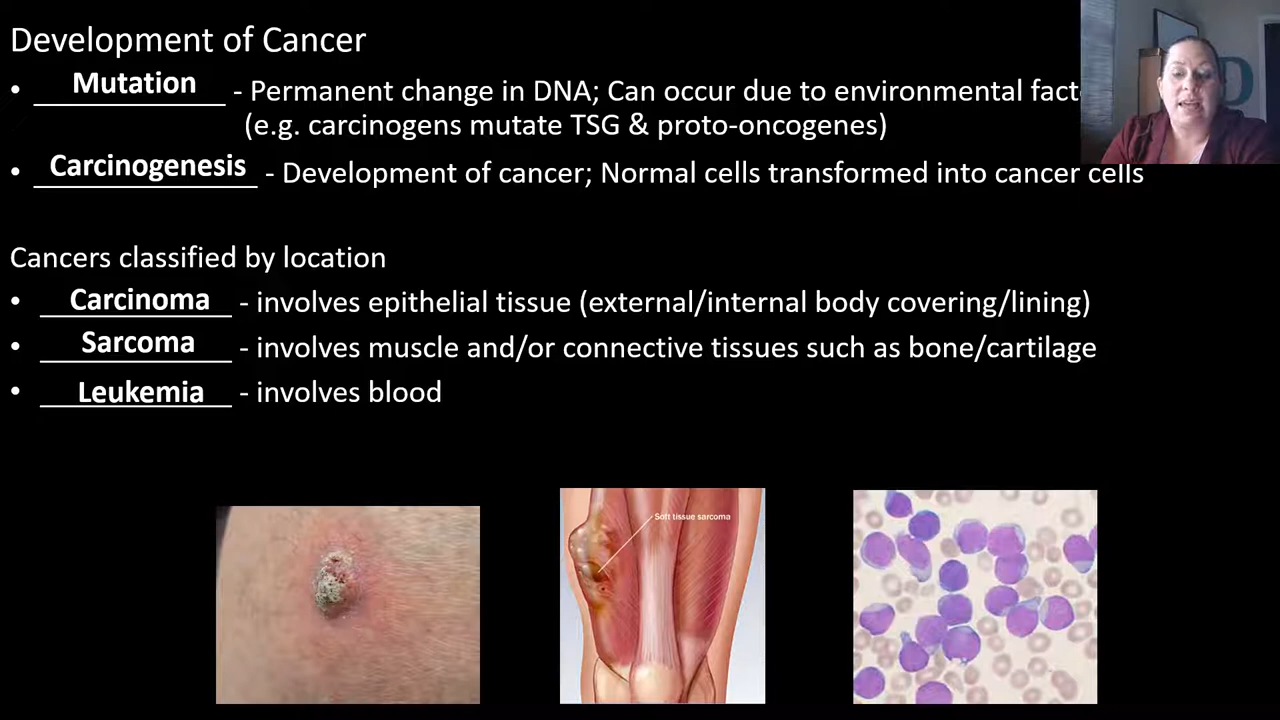 Development of Cancer
• Mutation - Permanent change in DNA; Can occur due to environmental
(e.g. carcinogens mutate TSG & proto-oncogenes)
• Carcinogenesis - Development of cancer; Normal cells transformed into cancer cells
Cancers classified by location
• Carcinoma - involves epithelial tissue (external/internal body covering/lining)
• Sarcoma - involves muscle and/or connective tissues such as bone/cartilage
• Leukemia - involves blood
Soft tissue sarcoma